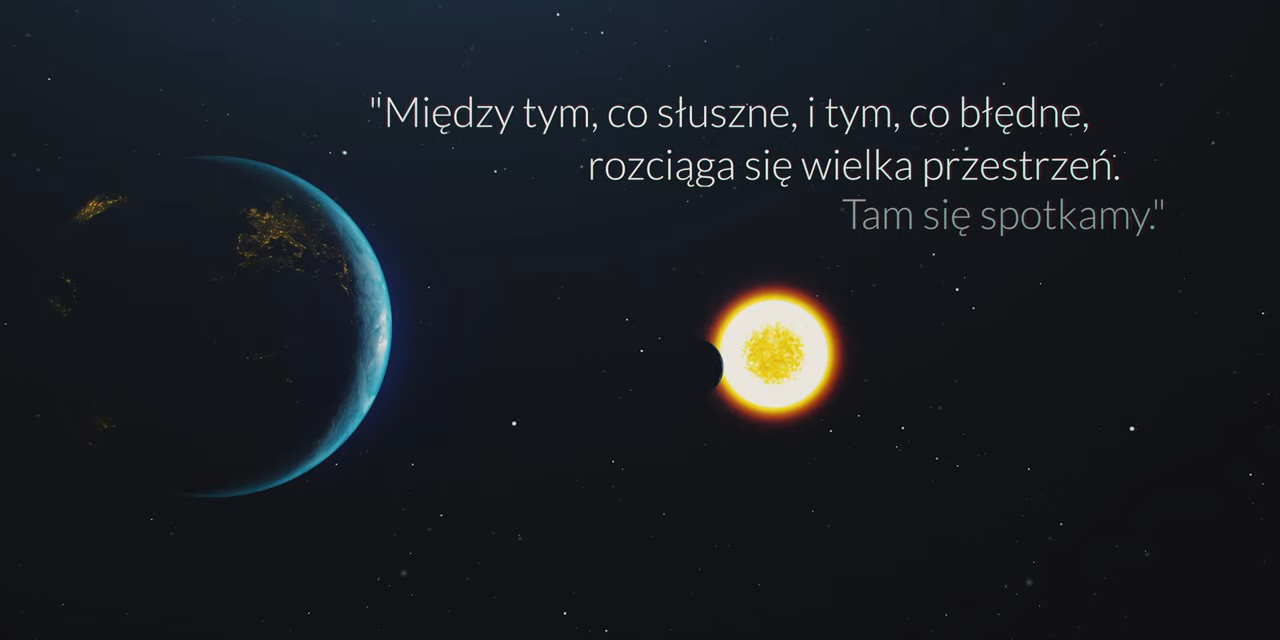 "Między tym, co słuszne, i tym, co błędne,
rozciąga się wielka przestrzeń.
Tam się spotkamy."